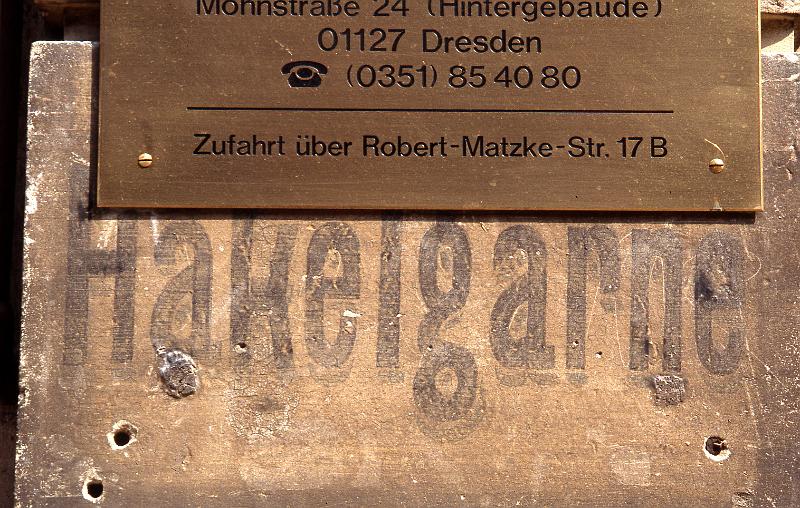 Mohnstraße 24 (Hintergebäude)
01127 Dresden
☎ (0351) 85 40 80
Zufahrt über Robert-Matzke-Str. 17 B
Häkelgarne